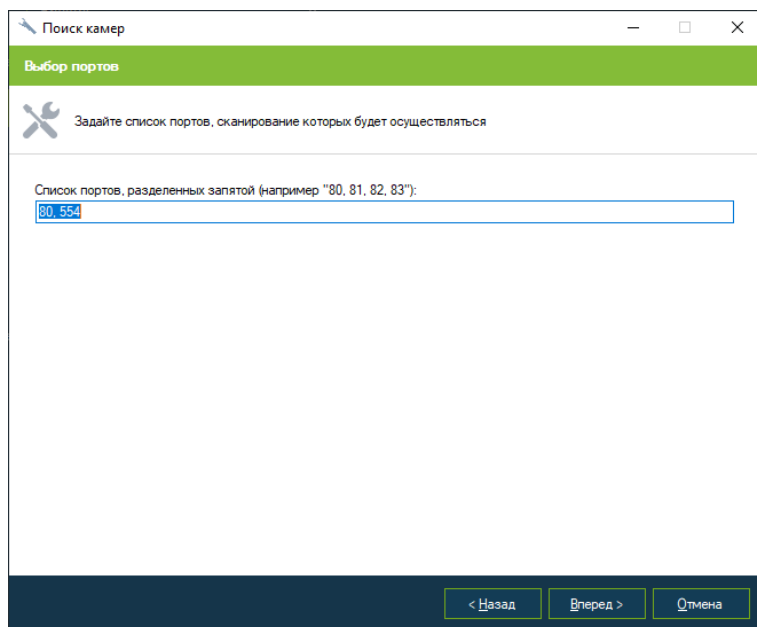 Поиск камер
Выбор портов
Задайте список портов, сканирование которых будет осуществляться
Список портов, разделенных запятой (например "80, 81, 82, 83"):
80, 554
< Назад
Вперед >
Отмена